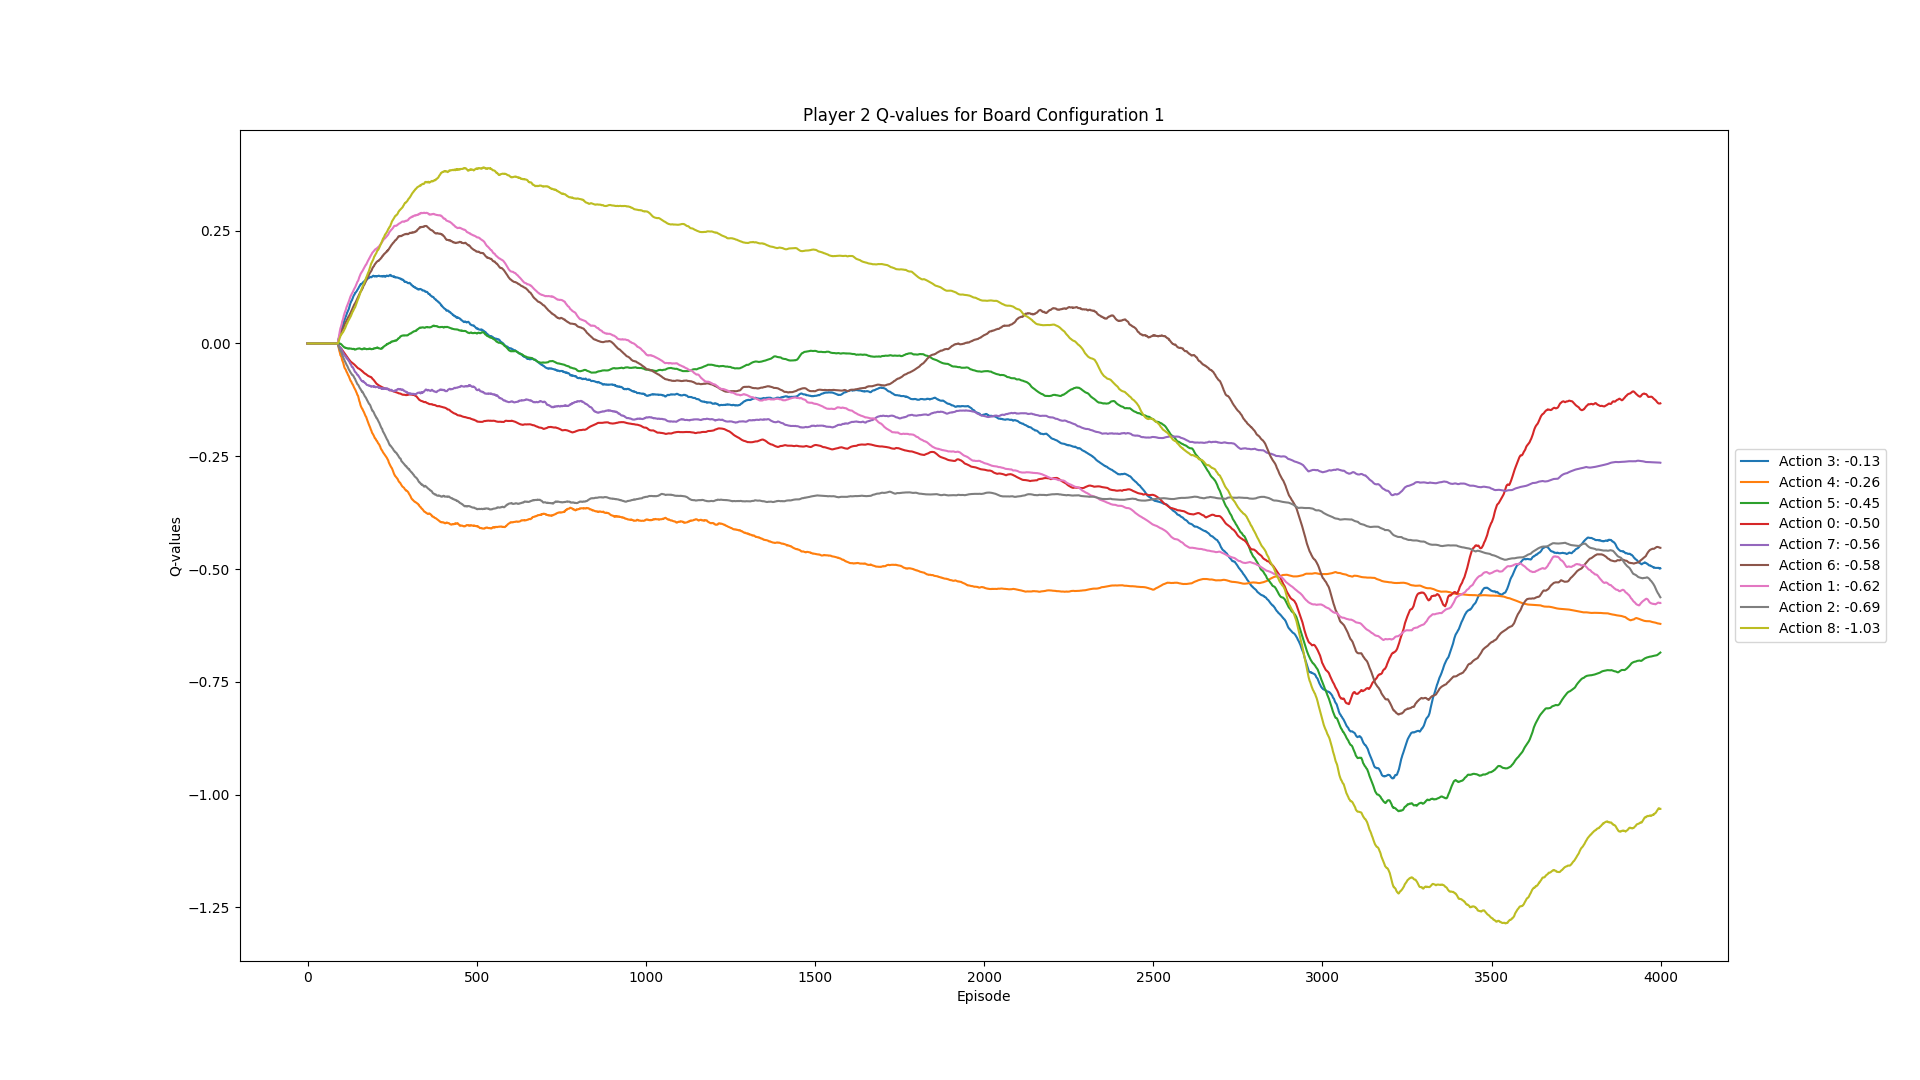 Player 2 Q-values for Board Configuration 1
Q-values
0.25
0.00
−0.25
−0.50
−0.75
−1.00
−1.25
0
500
1000
1500
2000
2500
3000
3500
4000
Episode
Action 3: -0.13
Action 4: -0.26
Action 5: -0.45
Action 0: -0.50
Action 7: -0.56
Action 6: -0.58
Action 1: -0.62
Action 2: -0.69
Action 8: -1.03